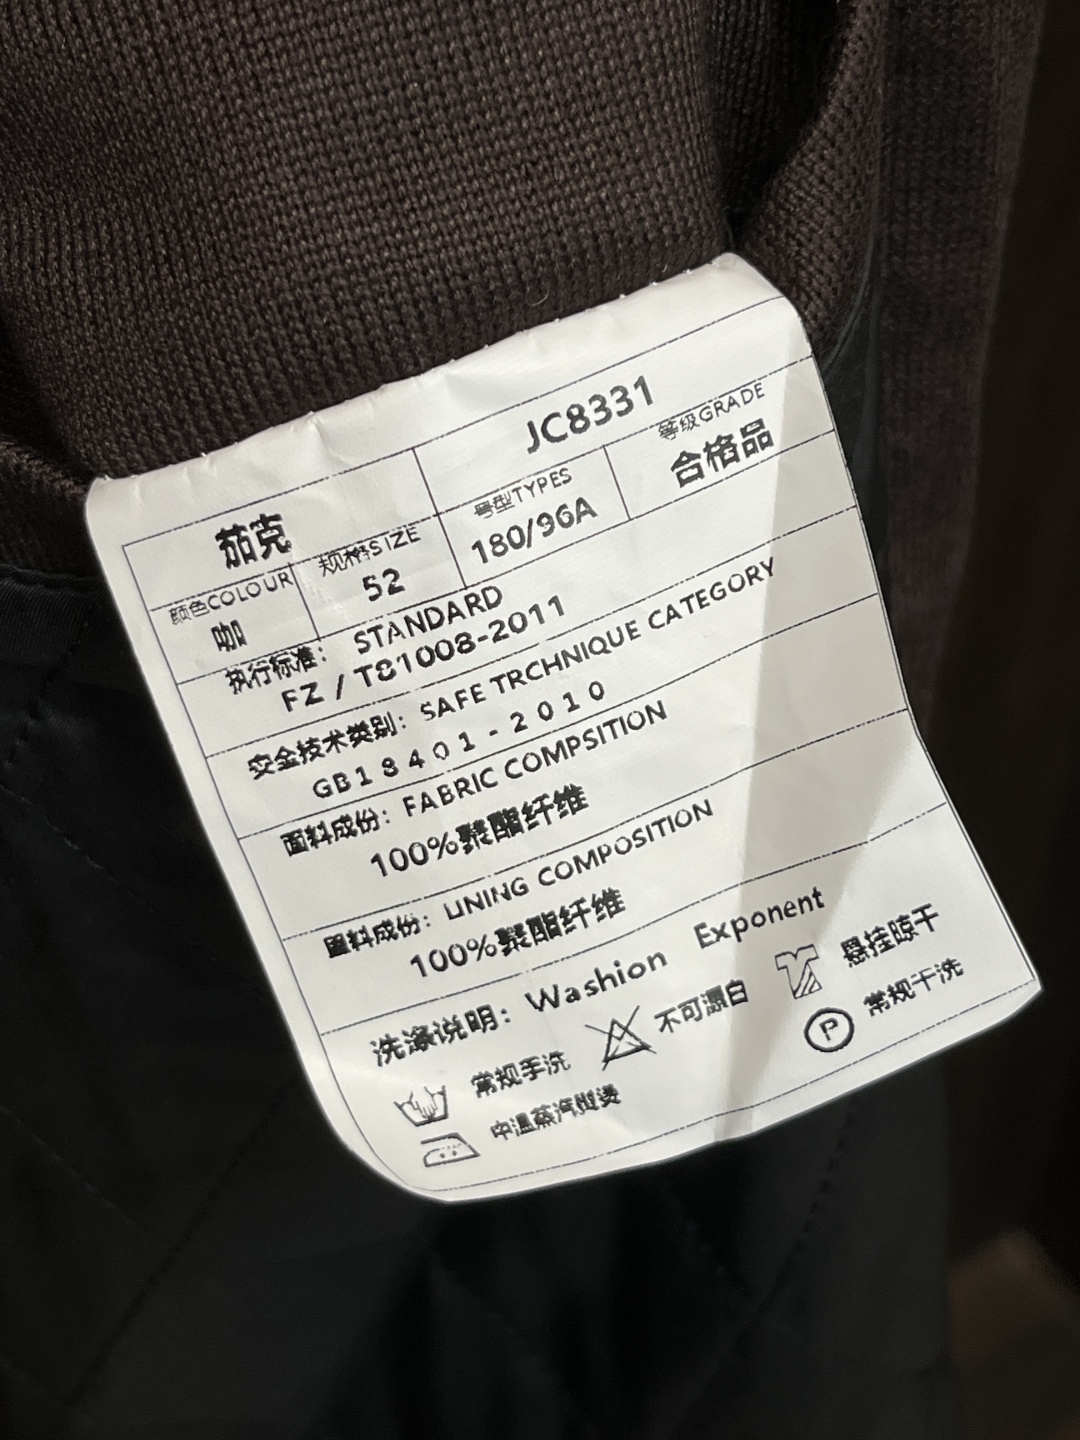 茄克 JC8331
颜色COLOUR 规格SIZE 号型TYPES 等级GRADE
咖 52 180/96A 合格品
执行标准： STANDARD
FZ / T81008-2011
安全技术类别： SAFE TRCHNIQUE CATEGORY
GB18401-2010
面料成份： FABRIC COMPSITION
100%聚酯纤维
里料成份： LINING COMPOSITION
100%聚酯纤维
洗涤说明： Washion Exponent
常规手洗 不可漂白 悬挂晾干
中温蒸汽熨烫 P 常规干洗